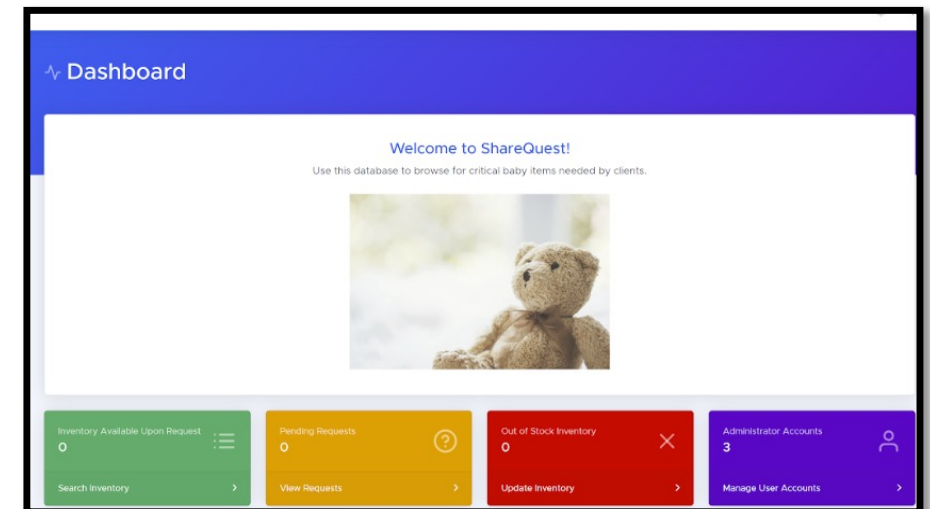 Dashboard
Welcome to ShareQuest!
Use this database to browse for critical baby items needed by clients.
Inventory Available Upon Request
0
Search Inventory
Pending Requests
0
View Requests
Out of Stock Inventory
0
Update Inventory
Administrator Accounts
3
Manage User Accounts